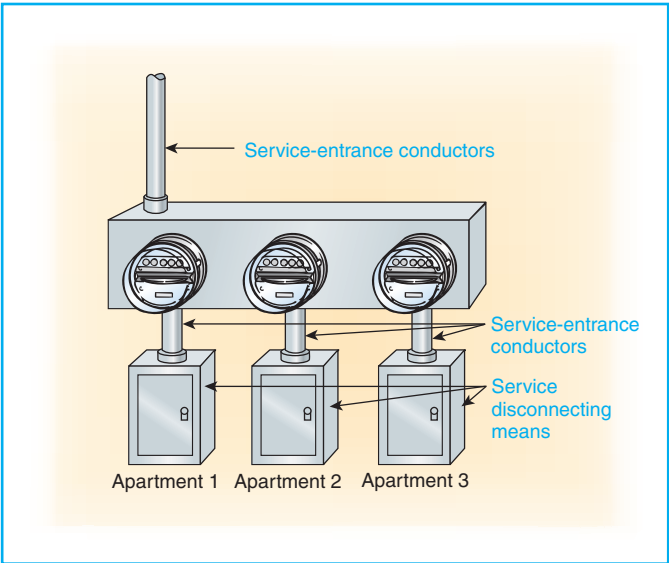 Service-entrance conductors
Service-entrance
conductors
Service
disconnecting
means
Apartment 1 Apartment 2 Apartment 3